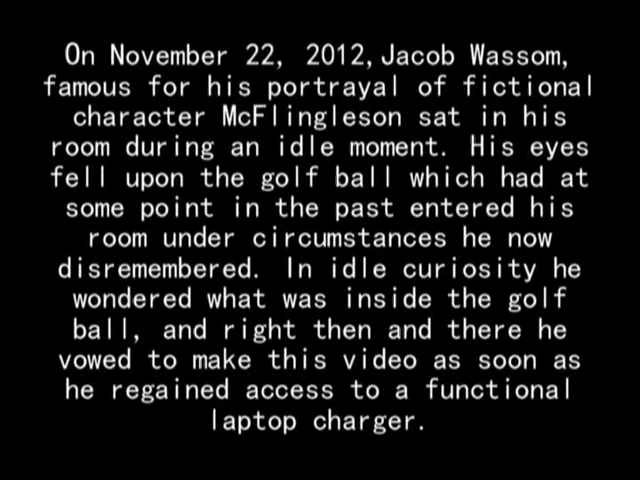 On November 22, 2012, Jacob Wassom,
famous for his portrayal of fictional
character McFlingleson sat in his
room during an idle moment. His eyes
fell upon the golf ball which had at
some point in the past entered his
room under circumstances he now
disremembered. In idle curiosity he
wondered what was inside the golf
ball, and right then and there he
vowed to make this video as soon as
he regained access to a functional
laptop charger.